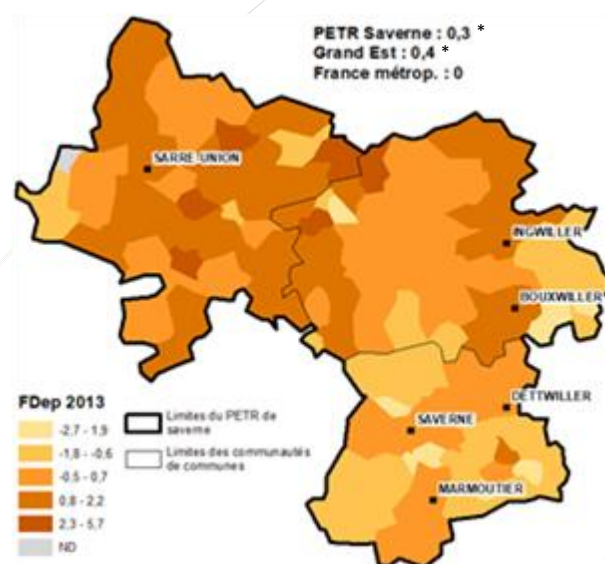 PETR Saverne : 0,3 *
Grand Est : 0,4 *
France métrop. : 0
SARRE-UNION
INGWILLER
BOUXWILLER
DETTWILLER
SAVERNE
MARMOUTIER
FDep 2013
-2,7 - 1,9
-1,8 - -0,6
-0,5 - 0,7
0,8 - 2,2
2,3 - 5,7
ND
Limites du PETR de
saverne
Limites des communautés
de communes